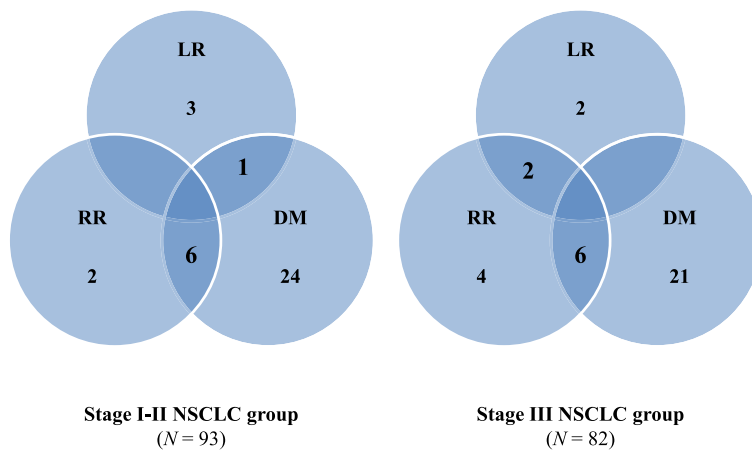 LR
3
1
RR
DM
6
2
24
Stage I-II NSCLC group
(N = 93)
LR
2
2
RR
DM
6
4
21
Stage III NSCLC group
(N = 82)